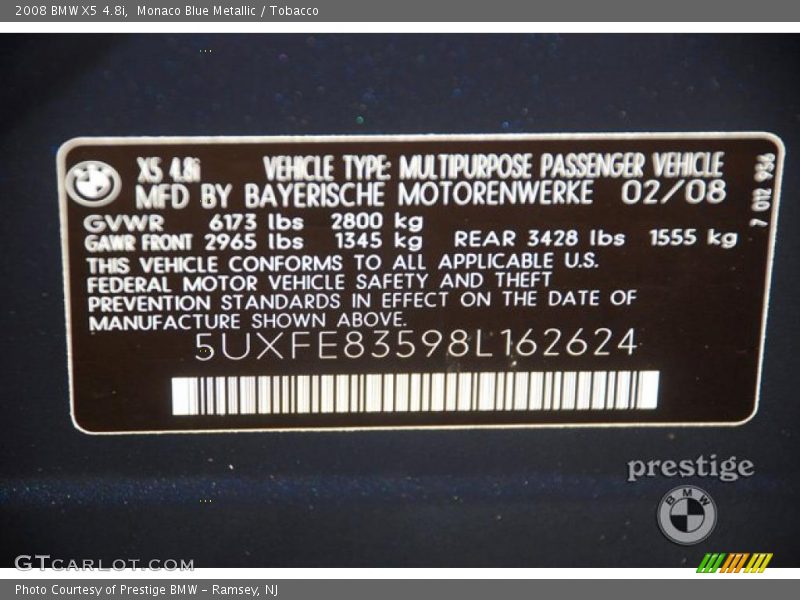 2008 BMW X5 4.8i, Monaco Blue Metallic / Tobacco
X5 4.8i VEHICLE TYPE: MULTIPURPOSE PASSENGER VEHICLE
MFD BY BAYERISCHE MOTORENWERKE 02/08
GVWR 6173 lbs 2800 kg
GAWR FRONT 2965 lbs 1345 kg REAR 3428 lbs 1555 kg
THIS VEHICLE CONFORMS TO ALL APPLICABLE U.S.
FEDERAL MOTOR VEHICLE SAFETY AND THEFT
PREVENTION STANDARDS IN EFFECT ON THE DATE OF
MANUFACTURE SHOWN ABOVE.
5UXFE83598L162624
7 012 936
prestige
BMW
GTCARLOT.COM
Photo Courtesy of Prestige BMW - Ramsey, NJ